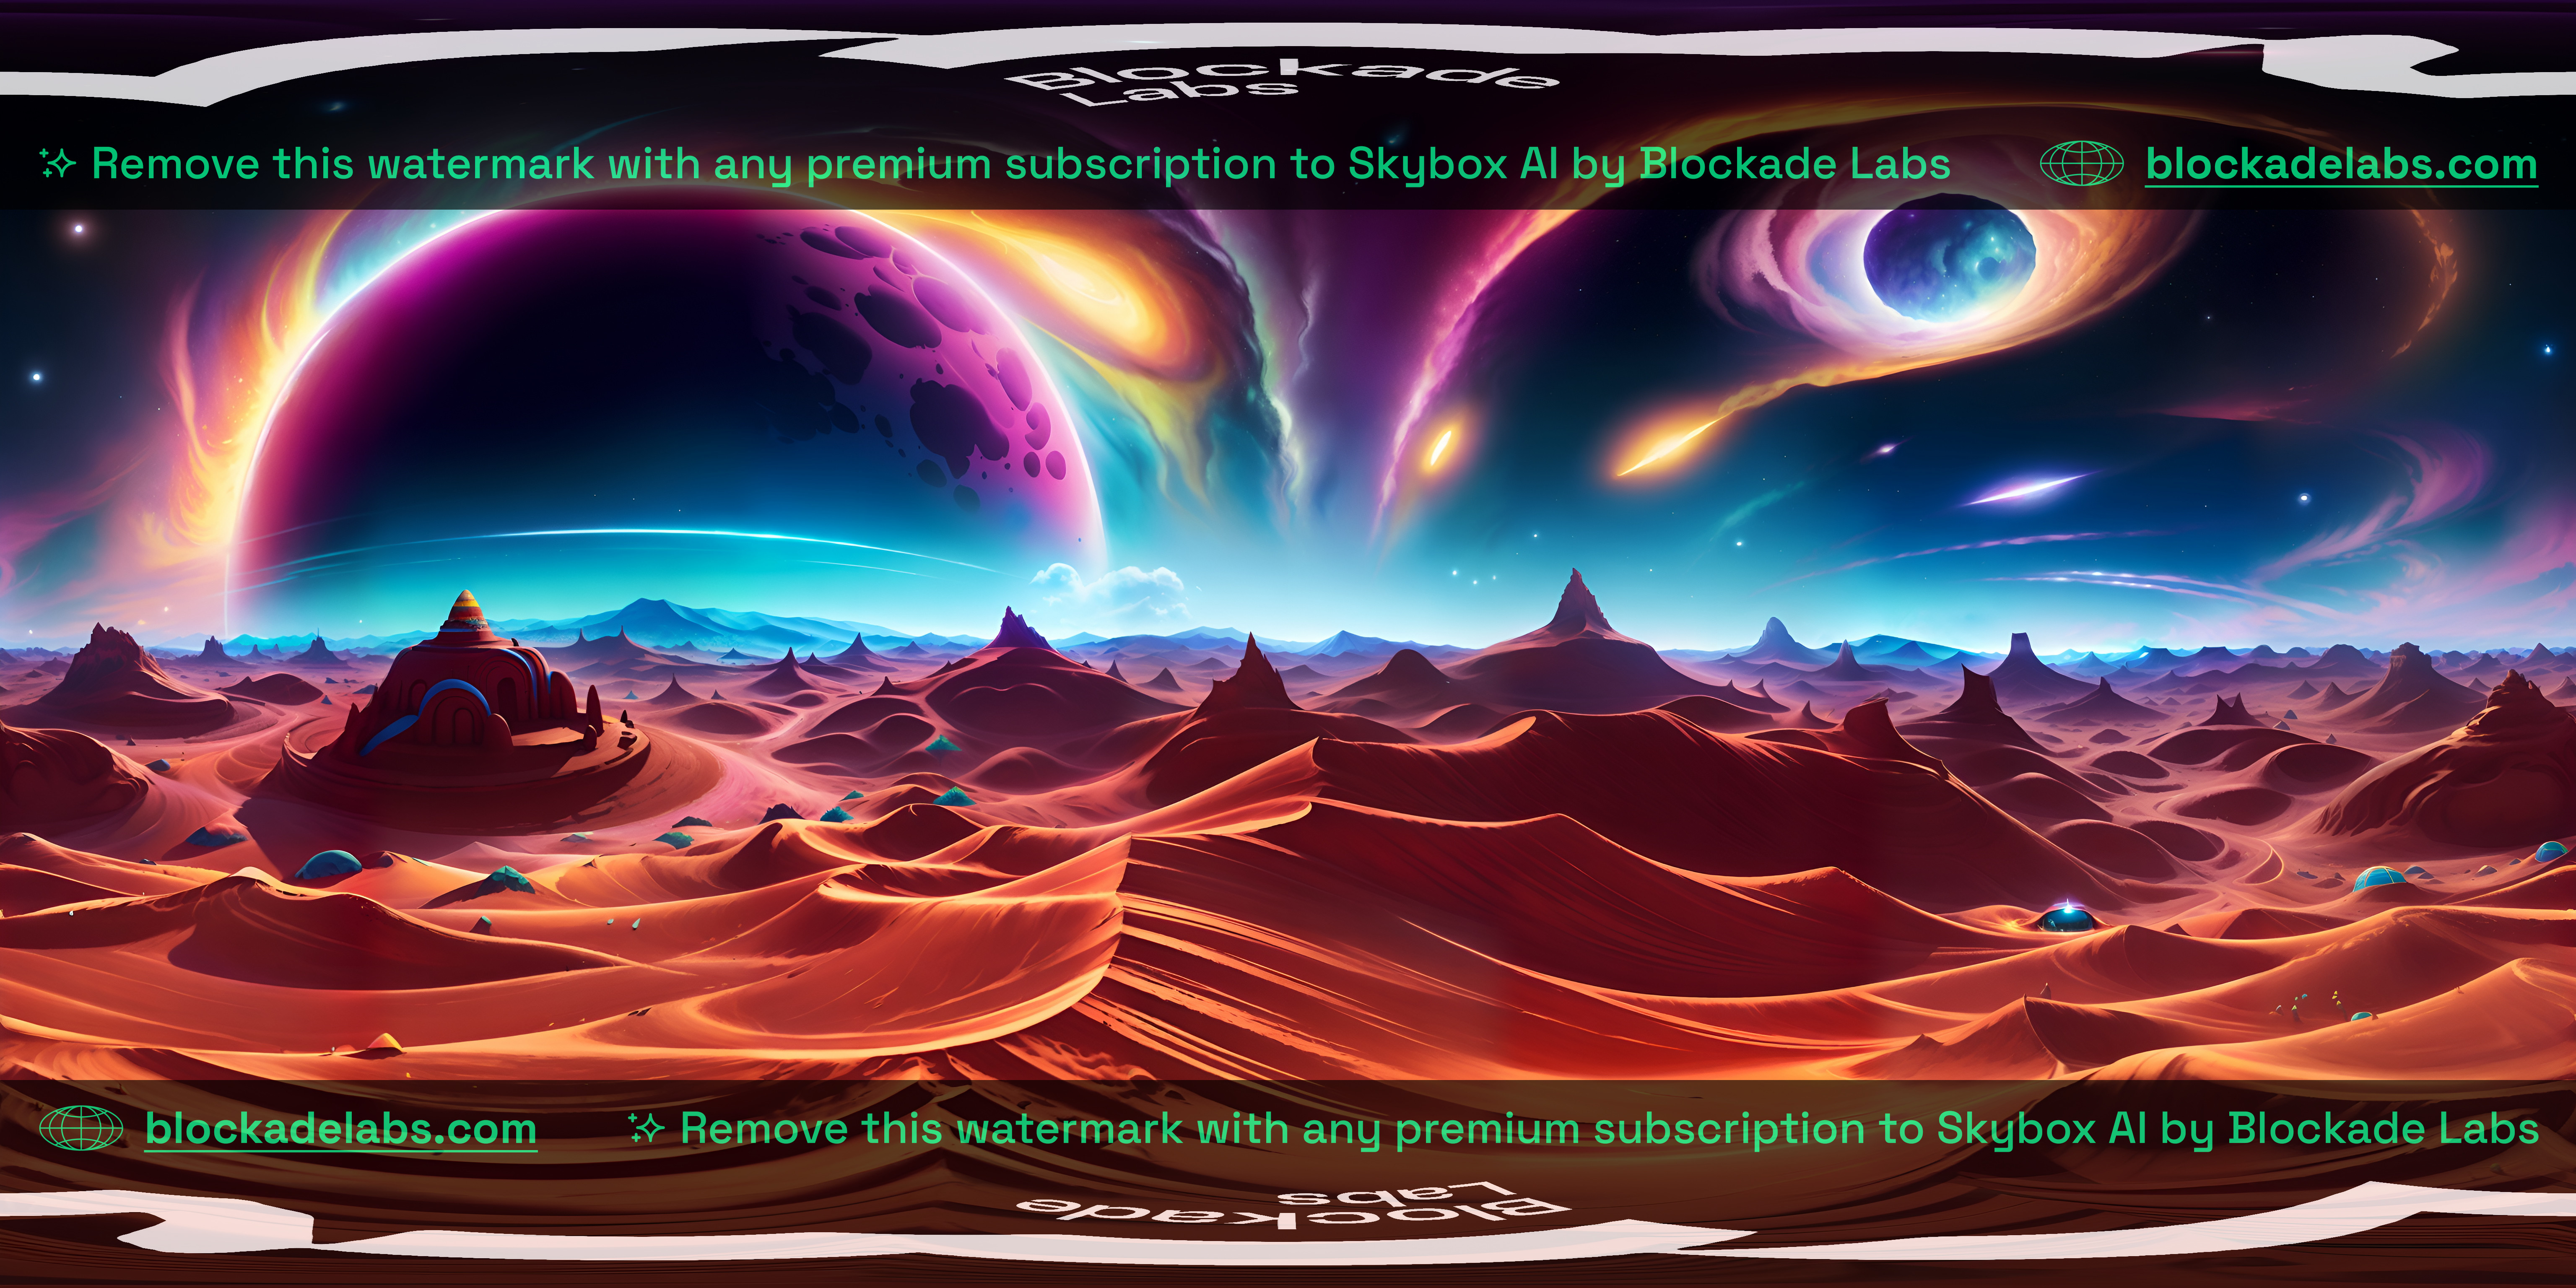 Blockade
Labs
Remove this watermark with any premium subscription to Skybox AI by Blockade Labs blockadelabs.com
blockadelabs.com Remove this watermark with any premium subscription to Skybox AI by Blockade Labs
Labs
Blockade